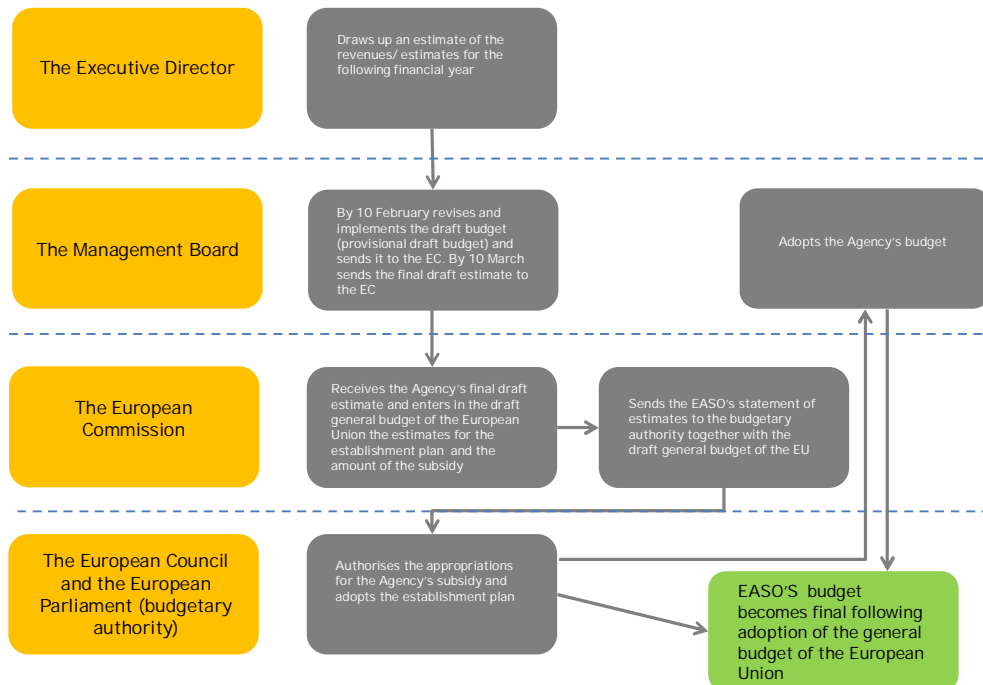 The Executive Director
Draws up an estimate of the
revenues/ estimates for the
following financial year
The Management Board
By 10 February revises and
implements the draft budget
(provisional draft budget) and
sends it to the EC. By 10 March
sends the final draft estimate to
the EC
Adopts the Agency's budget
The European
Commission
Receives the Agency's final draft
estimate and enters in the draft
general budget of the European
Union the estimates for the
establishment plan and the
amount of the subsidy
Sends the EASO's statement of
estimates to the budgetary
authority together with the
draft general budget of the EU
The European Council
and the European
Parliament (budgetary
authority)
Authorises the appropriations
for the Agency's subsidy and
adopts the establishment plan
EASO'S budget
becomes final following
adoption of the general
budget of the European
Union